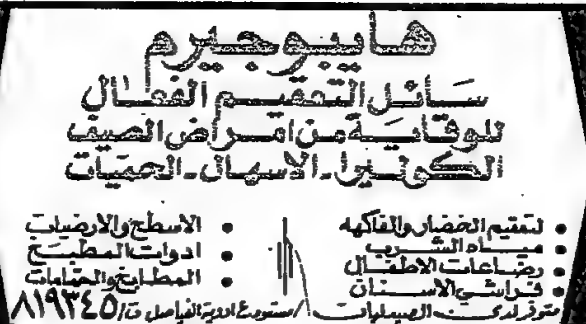 هايبوجيرم
سائل التعقيم الفعال
للوقاية من امراض الصيف
الكوليرا - الاسهال - الحميات
• لتعقيم الخضار والفاكهه
• مياه الشرب
• رضاعات الاطفال
• فراشي الاسنان
• الاسطح والارضيات
• ادوات المطبخ
• المطابخ والحمامات
متوفر لدى الصيدليات / مستودع ادوية الفاصل ت/ ٨١٩٣٤٥